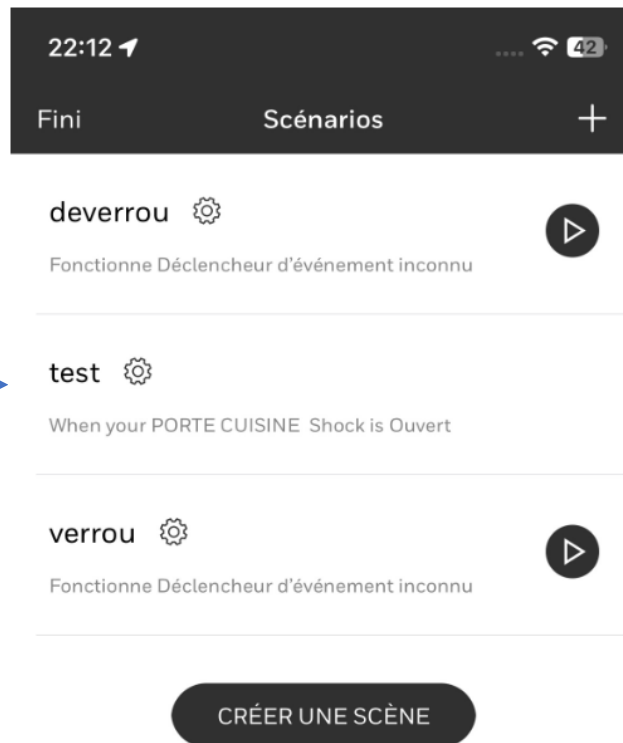 22:12
42
Fini Scénarios +
deverrou
Fonctionne Déclencheur d'événement inconnu
test
When your PORTE CUISINE Shock is Ouvert
verrou
Fonctionne Déclencheur d'événement inconnu
CRÉER UNE SCÈNE